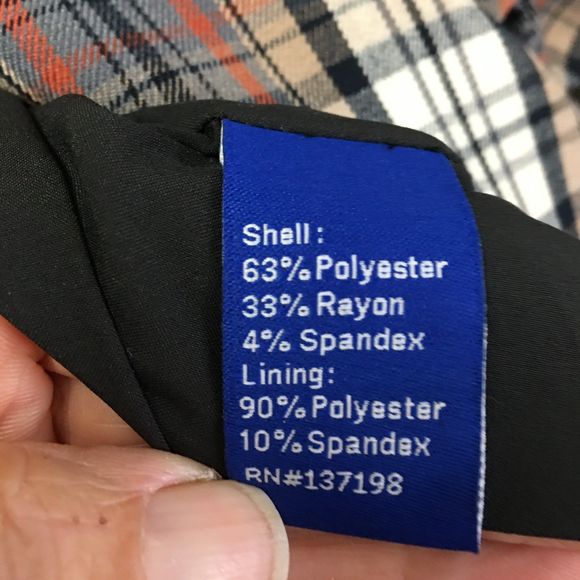 Shell:
63% Polyester
33% Rayon
4% Spandex
Lining:
90% Polyester
10% Spandex
RN#137198